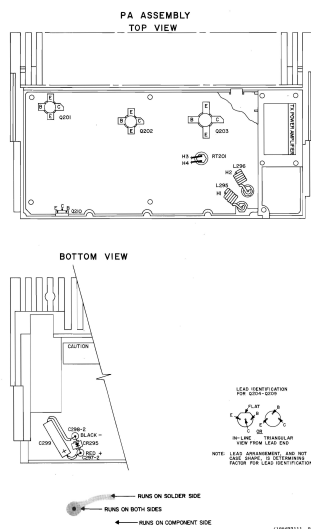 PA ASSEMBLY
TOP VIEW
E
B C
E
Q201
E
B C
E
Q202
E
B C
E
Q203
TX POWER AMPLIFIER
H3
H4
RT201
L296
H2
L295
H1
E C B
Q210
BOTTOM VIEW
CAUTION
C298-2
BLACK -
C299
CR295
RED +
C297-2
+
LEAD IDENTIFICATION
FOR Q204-Q209
FLAT
E B C
E B C
OR
IN-LINE TRIANGULAR
VIEW FROM LEAD END
NOTE: LEAD ARRANGEMENT, AND NOT
CASE SHAPE, IS DETERMINING
FACTOR FOR LEAD IDENTIFICATION
RUNS ON SOLDER SIDE
RUNS ON BOTH SIDES
RUNS ON COMPONENT SIDE